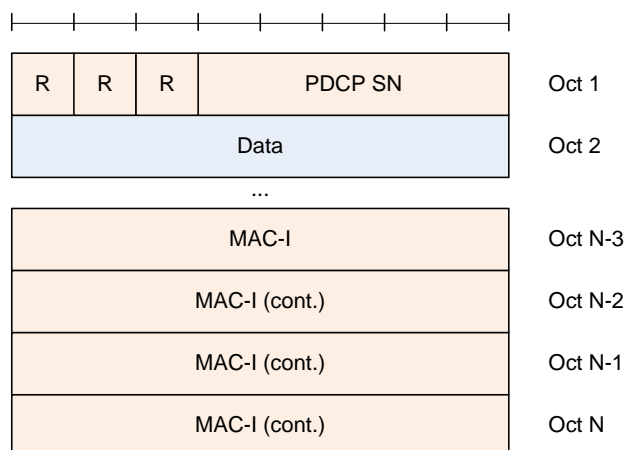 R R R PDCP SN Oct 1
Data Oct 2
...
MAC-I Oct N-3
MAC-I (cont.) Oct N-2
MAC-I (cont.) Oct N-1
MAC-I (cont.) Oct N